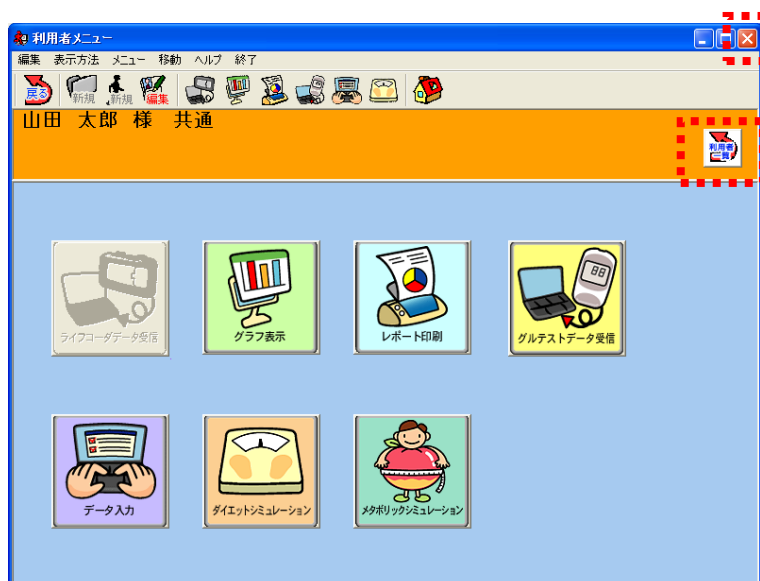 利用者メニュー
編集 表示方法 メニュー 移動 ヘルプ 終了
戻る 新規 新規 編集
山田 太郎 様 共通
利用者一覧
ライフコーダデータ受信 グラフ表示 レポート印刷 グルテストデータ受信
88
データ入力 ダイエットシミュレーション メタボリックシミュレーション